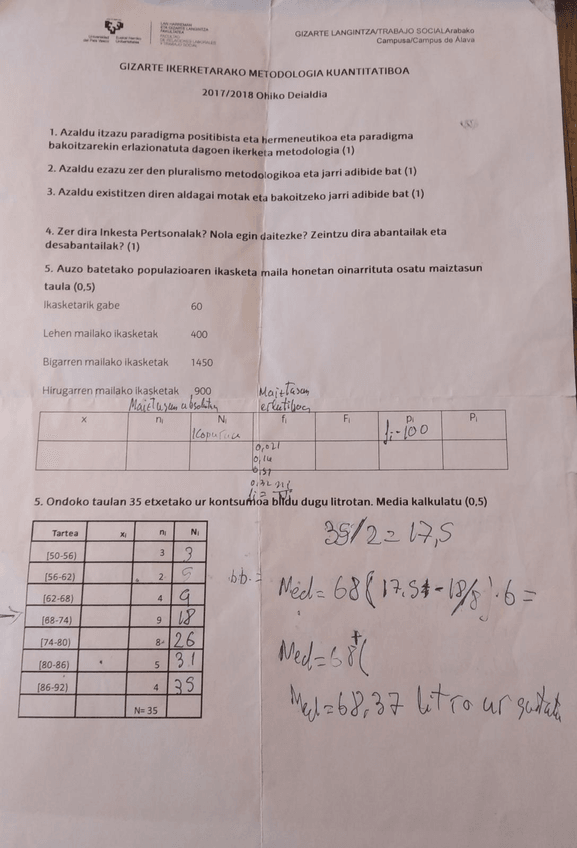 GIZARTE LANGINTZA/TRABAJO SOCIALArabako
Campusa/Campus de Álava
GIZARTE IKERKETARAKO METODOLOGIA KUANTITATIBOA
2017/2018 Ohiko Deialdia
1. Azaldu itzazu paradigma positibista eta hermeneutikoa eta paradigma
bakoitzarekin erlazionatuta dagoen ikerketa metodologia (1)
2. Azaldu ezazu zer den pluralismo metodologikoa eta jarri adibide bat (1)
3. Azaldu existitzen diren aldagai motak eta bakoitzeko jarri adibide bat (1)
4. Zer dira Inkesta Pertsonalak? Nola egin daitezke? Zeintzu dira abantailak eta
desabantailak? (1)
5. Auzo batetako populazioaren ikasketa maila honetan oinarrituta osatu maiztasun
taula (0,5)
Ikasketarik gabe 60
Lehen mailako ikasketak 400
Bigarren mailako ikasketak 1450
Hirugarren mailako ikasketak 900
Maiztasun absolutua Maiztasun
erlatiboa
x ni Ni fi Fi pi Pi
Kopurua fi-100
0,021
0,14
0,51
0,32
5. Ondoko taulan 35 etxetako ur kontsumoa bildu dugu litrotan. Media kalkulatu (0,5)
Tartea xi ni Ni
[50-56) 3 3
[56-62) 2 5
[62-68) 4 9
[68-74) 9 18
[74-80) 8 26
[80-86) 5 31
[86-92) 4 35
N= 35
35/2=17,5
Med=68(
Med=68,37 litro ur